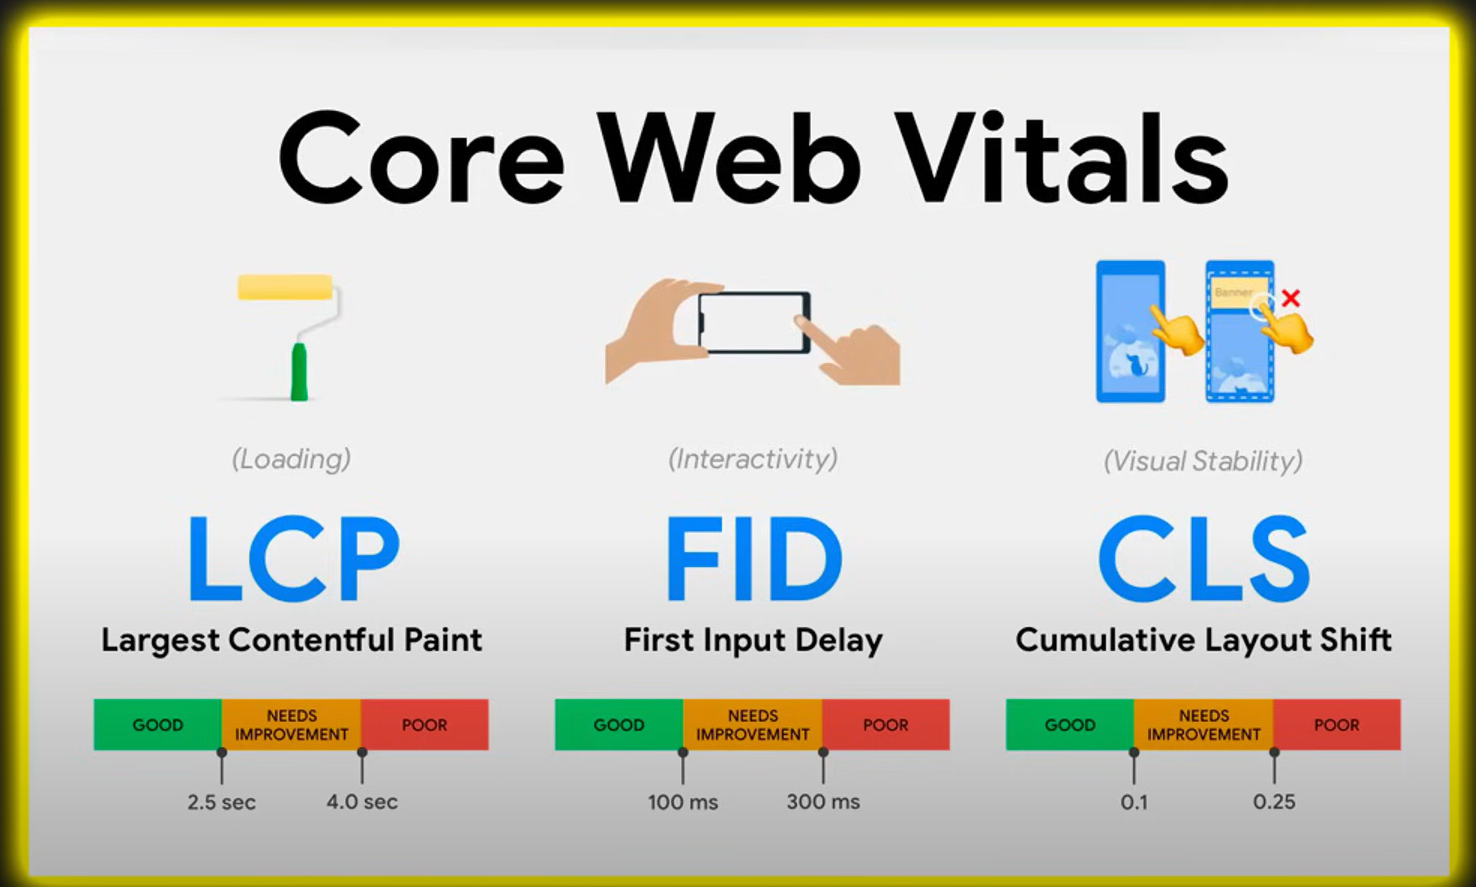 Core Web Vitals
Banner
(Loading)
(Interactivity)
(Visual Stability)
LCP
FID
CLS
Largest Contentful Paint
First Input Delay
Cumulative Layout Shift
GOOD
NEEDS
IMPROVEMENT
POOR
GOOD
NEEDS
IMPROVEMENT
POOR
GOOD
NEEDS
IMPROVEMENT
POOR
2.5 sec
4.0 sec
100 ms
300 ms
0.1
0.25